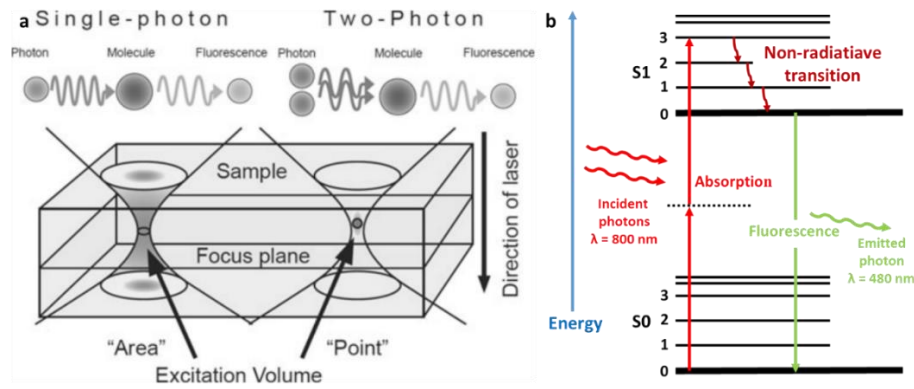 a Single-photon
Two-Photon
Photon Molecule Fluorescence
Photon Molecule Fluorescence
Sample
Focus plane
Direction of laser
"Area"
"Point"
Excitation Volume
b
3
2
1
0
S1
Non-radiatiave
transition
Absorption
Incident
photons
λ = 800 nm
Fluorescence
Emitted
photon
λ = 480 nm
Energy
3
2
1
0
S0